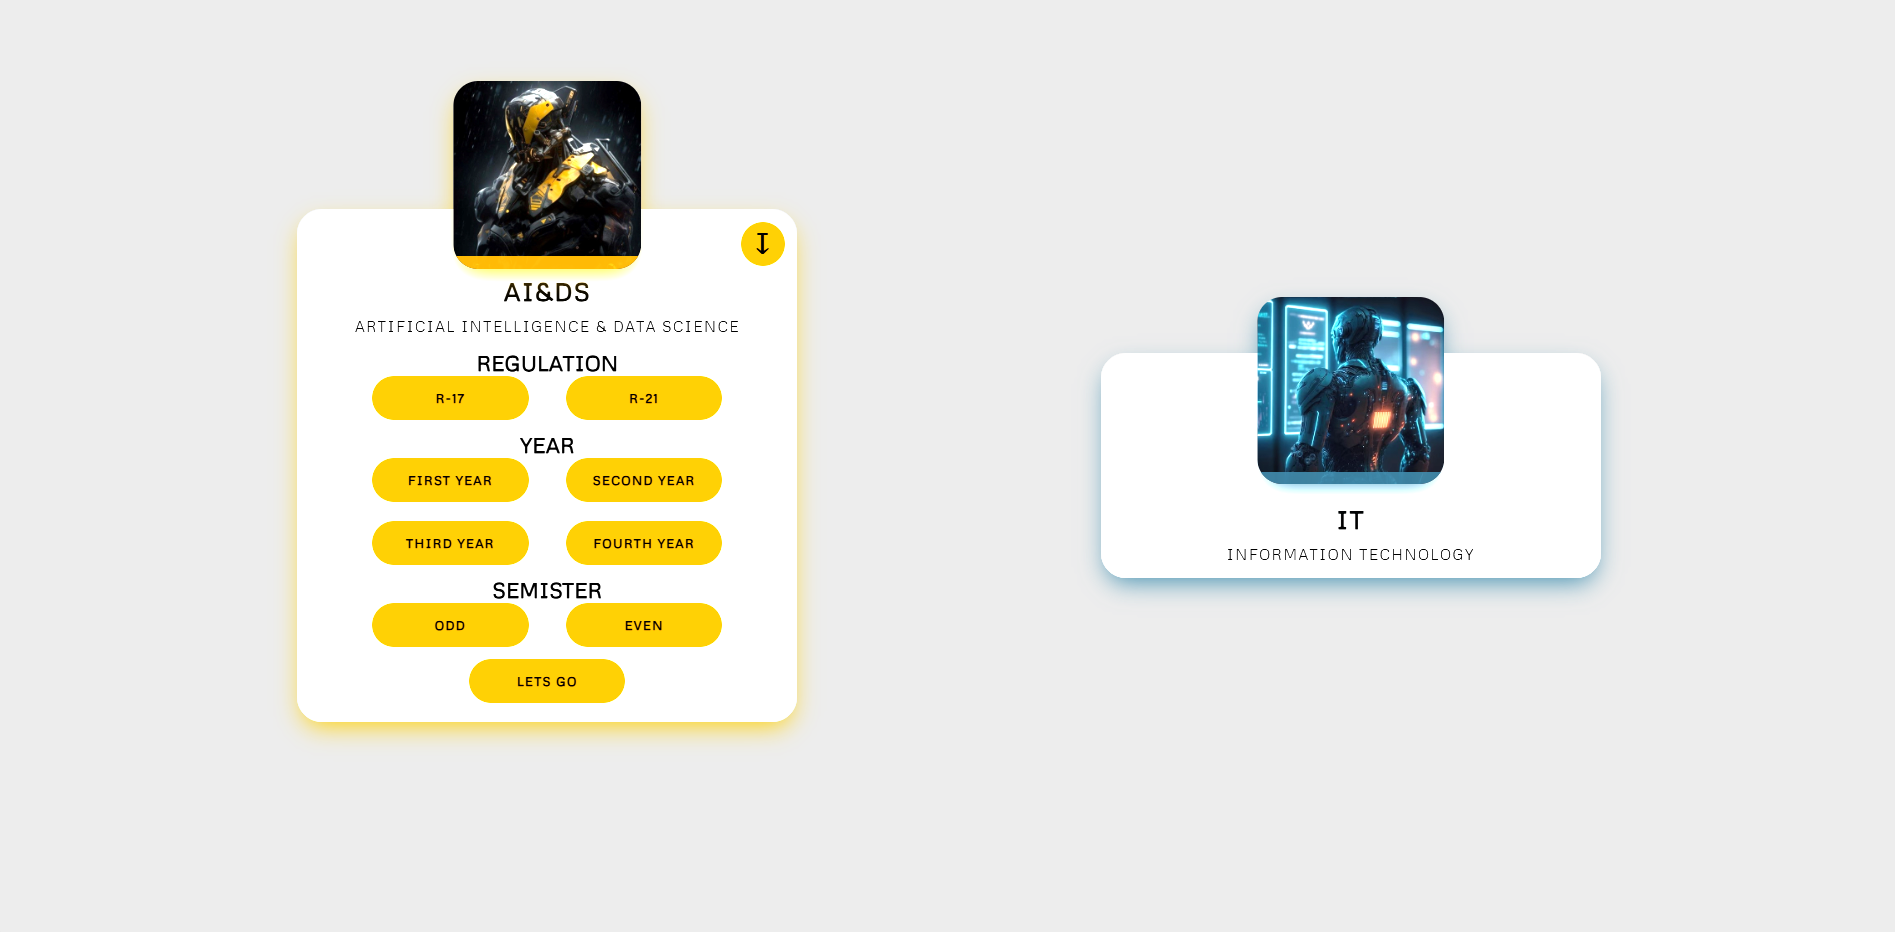 AI&DS
ARTIFICIAL INTELLIGENCE & DATA SCIENCE
REGULATION
R-17 R-21
YEAR
FIRST YEAR SECOND YEAR
THIRD YEAR FOURTH YEAR
SEMISTER
ODD EVEN
LETS GO
IT
INFORMATION TECHNOLOGY